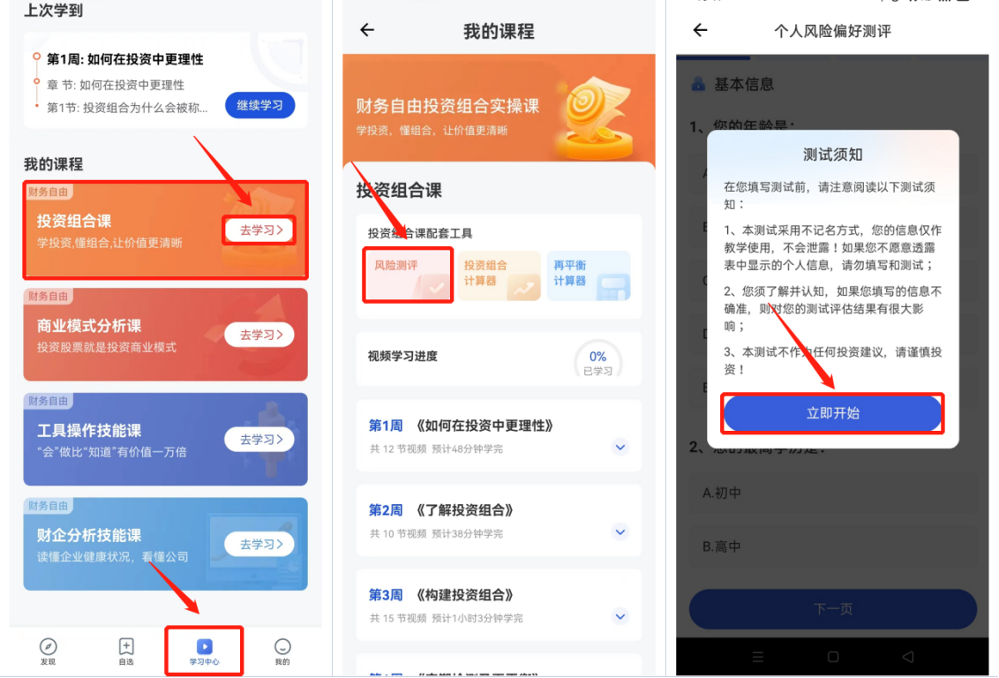 上次学到
第1周: 如何在投资中更理性
章 节: 如何在投资中更理性
第1节: 投资组合为什么会被称...
继续学习
我的课程
财务自由
投资组合课
学投资,懂组合,让价值更清晰
去学习>
财务自由
商业模式分析课
投资股票就是投资商业模式
去学习>
财务自由
工具操作技能课
“会”做比“知道”有价值一万倍
去学习>
财务自由
财企分析技能课
读懂企业健康状况，看懂公司
去学习>
发现
自选
学习中心
我的
我的课程
财务自由投资组合实操课
学投资，懂组合，让价值更清晰
投资组合课
投资组合课配套工具
风险测评
投资组合
计算器
再平衡
计算器
视频学习进度
0%
已学习
第1周 《如何在投资中更理性》
共 12 节视频 预计48分钟学完
第2周 《了解投资组合》
共 10 节视频 预计38分钟学完
第3周 《构建投资组合》
共 15 节视频 预计1小时3分钟学完
个人风险偏好测评
基本信息
1、您的年龄是：
测试须知
在您填写测试前，请注意阅读以下测试须
知：
1、本测试采用不记名方式，您的信息仅作
教学使用，不会泄露！如果您不愿意透露
表中显示的个人信息，请勿填写和测试；
2、您须了解并认知，如果您填写的信息不
确准，则对您的测试评估结果有很大影
响；
3、本测试不作为任何投资建议，请谨慎投
资！
立即开始
2、您的最高学历是：
A.初中
B.高中
下一页